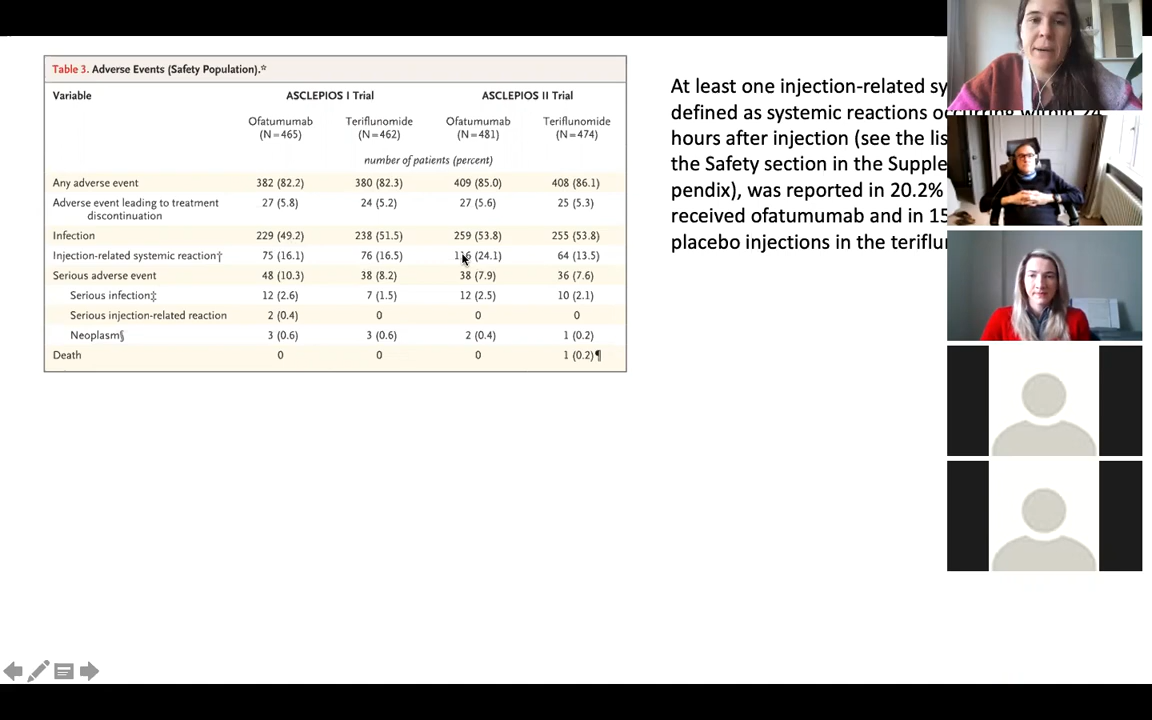 Table 3. Adverse Events (Safety Population).*
Variable ASCLEPIOS I Trial ASCLEPIOS II Trial
Ofatumumab (N=465) Teriflunomide (N=462) Ofatumumab (N=481) Teriflunomide (N=474)
number of patients (percent)
Any adverse event 382 (82.2) 380 (82.3) 409 (85.0) 408 (86.1)
Adverse event leading to treatment 27 (5.8) 24 (5.2) 27 (5.6) 25 (5.3)
discontinuation
Infection 229 (49.2) 238 (51.5) 259 (53.8) 255 (53.8)
Injection-related systemic reaction† 75 (16.1) 76 (16.5) (24.1) 64 (13.5)
Serious adverse event 48 (10.3) 38 (8.2) 38 (7.9) 36 (7.6)
Serious infection‡ 12 (2.6) 7 (1.5) 12 (2.5) 10 (2.1)
Serious injection-related reaction 2 (0.4) 0 0 0
Neoplasm§ 3 (0.6) 3 (0.6) 2 (0.4) 1 (0.2)
Death 0 0 0 1 (0.2)¶
At least one injection-related
defined as systemic reactions
hours after injection (see the
the Safety section in the
pendix), was reported in 20.2%
received ofatumumab and in
placebo injections in the